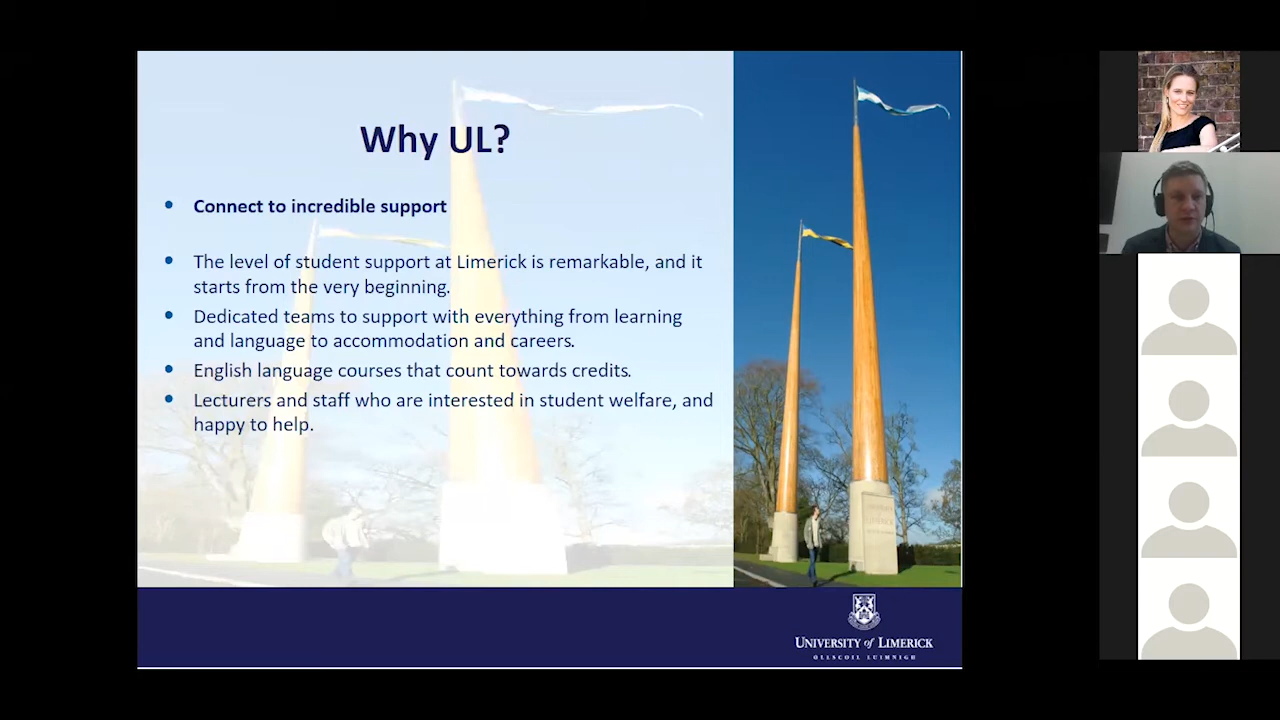 Why UL?
• Connect to incredible support
• The level of student support at Limerick is remarkable, and it
starts from the very beginning.
• Dedicated teams to support with everything from learning
and language to accommodation and careers.
• English language courses that count towards credits.
• Lecturers and staff who are interested in student welfare, and
happy to help.
UNIVERSITY of LIMERICK
OLLSCOIL LUIMNIGH